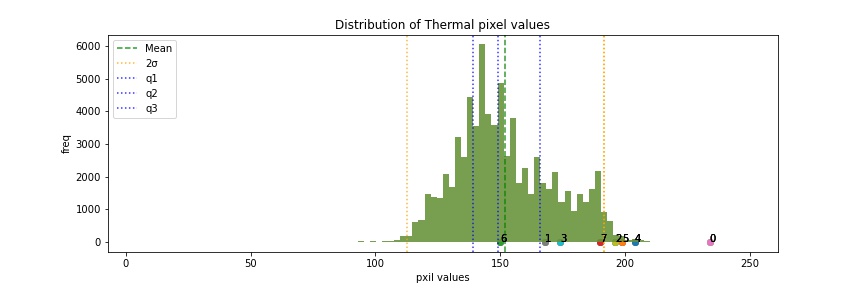 Distribution of Thermal pixel values
Mean
2σ
q1
q2
q3
6000
5000
4000
3000
2000
1000
0
freq
6 1 3 7 2 5 4 0
0 50 100 150 200 250
pxil values